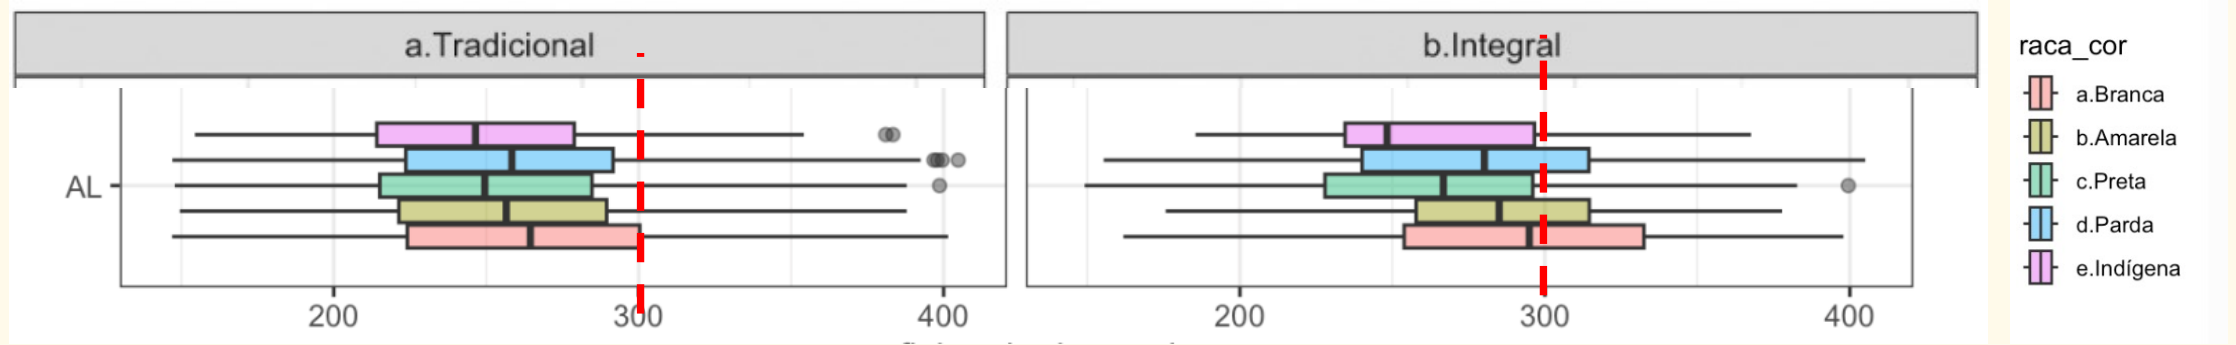 a.Tradicional
b.Integral
AL
200 300 400
200 300 400
raca_cor
a.Branca
b.Amarela
c.Preta
d.Parda
e.Indígena